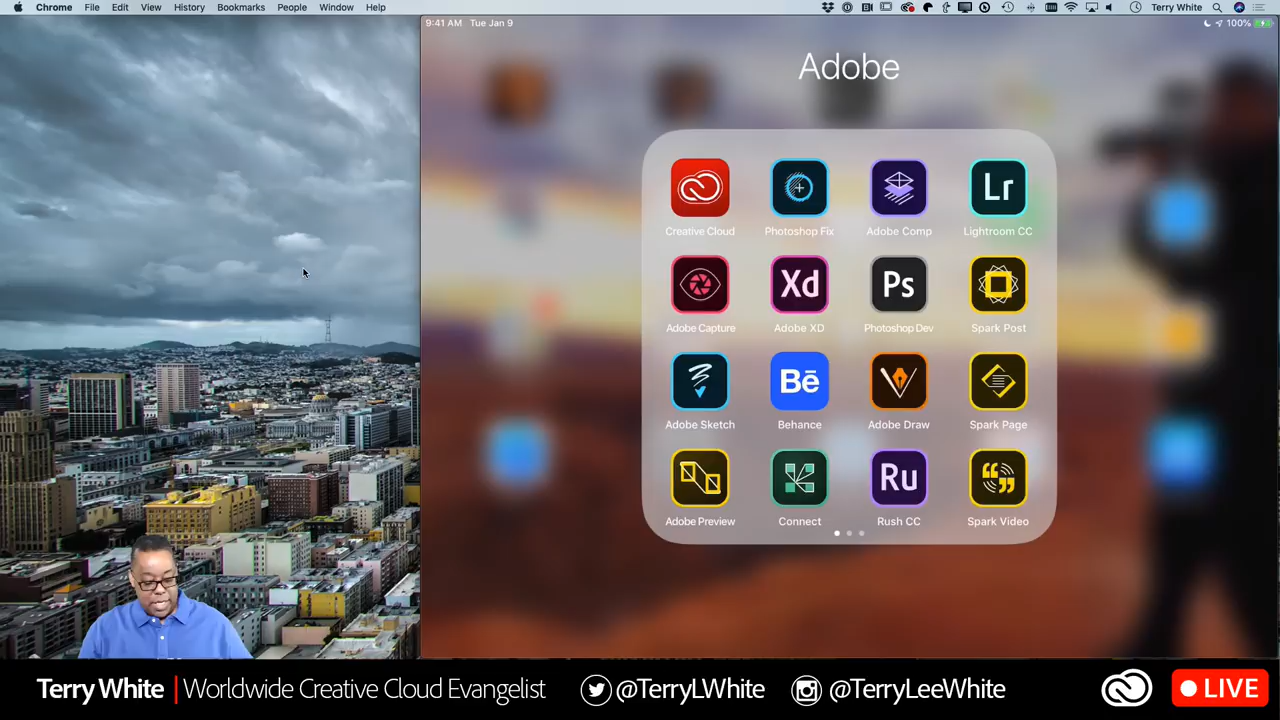 Chrome File Edit View History Bookmarks People Window Help
100% Terry White
9:41 AM Tue Jan 9
100%
Adobe
Lr
Creative Cloud Photoshop Fix Adobe Comp Lightroom CC
Xd Ps
Adobe Capture Adobe XD Photoshop Dev Spark Post
Bē
Adobe Sketch Behance Adobe Draw Spark Page
Ru
Adobe Preview Connect Rush CC Spark Video
Terry White | Worldwide Creative Cloud Evangelist @TerryLWhite @TerryLeeWhite LIVE